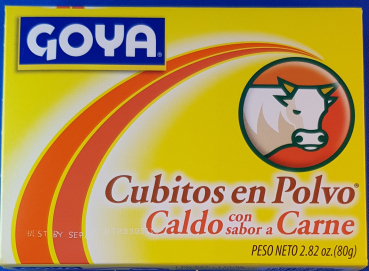 GOYA®
Cubitos en Polvo®
Caldo con sabor a Carne
PESO NETO 2.82 oz. (80g)